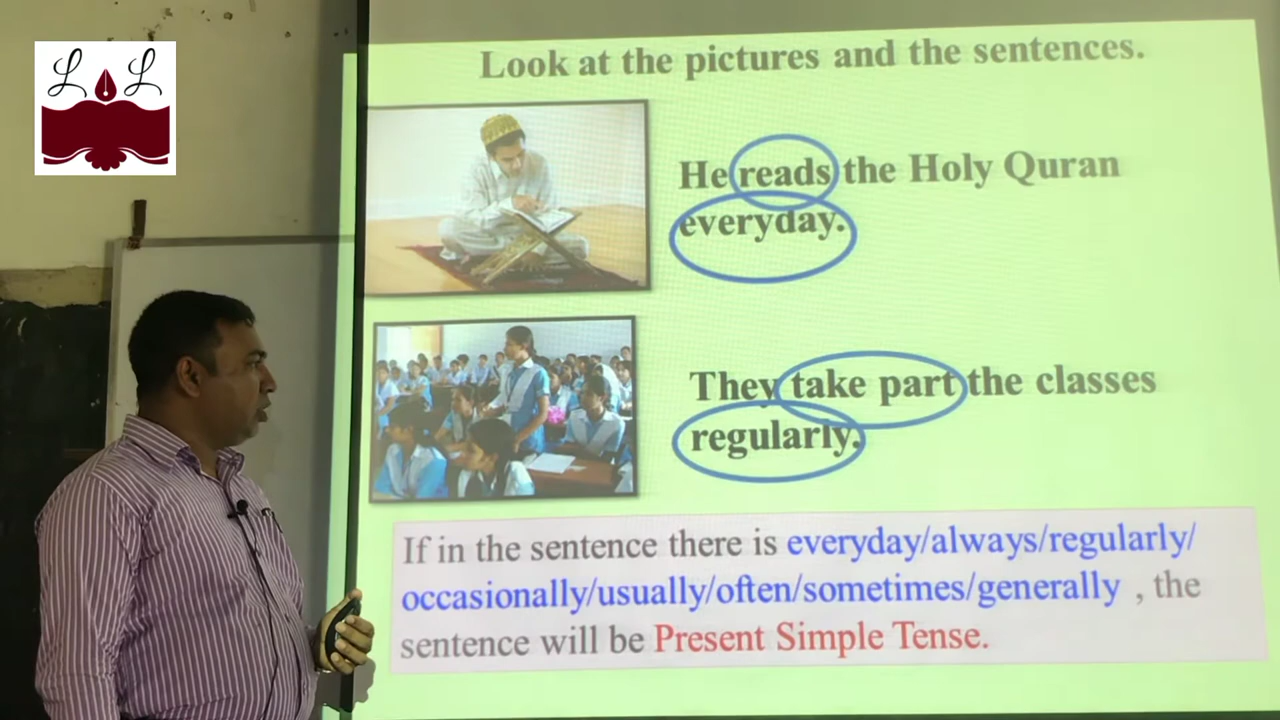 L L
Look at the pictures and the sentences.
He reads the Holy Quran
everyday.
They take part the classes
regularly.
If in the sentence there is everyday/always/regularly/
occasionally/usually/often/sometimes/generally , the
sentence will be Present Simple Tense.